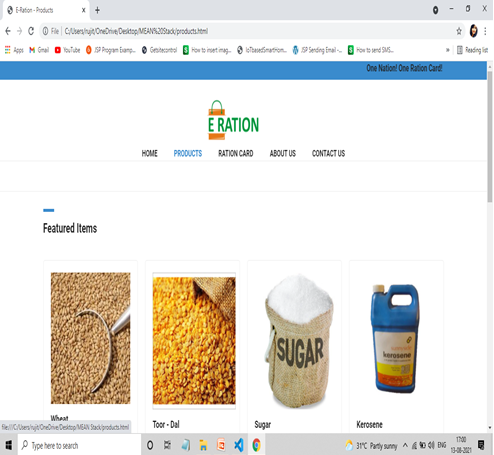 E-Ration - Products
File C:/Users/rujit/OneDrive/Desktop/MEAN%20Stack/products.html
Apps Gmail YouTube JSP Program Examp... Getsitecontrol How to insert imag... IoTbasedSmartHom... JSP Sending Email -... How to send SMS... » Reading list
One Nation! One Ration Card!
E RATION
HOME PRODUCTS RATION CARD ABOUT US CONTACT US
Featured Items
SUGAR
kerosene
Wheat
Toor - Dal Sugar Kerosene
file:///C:/Users/rujit/OneDrive/Desktop/MEAN Stack/products.html
Type here to search
31°C Partly sunny ENG 17:00
13-08-2021